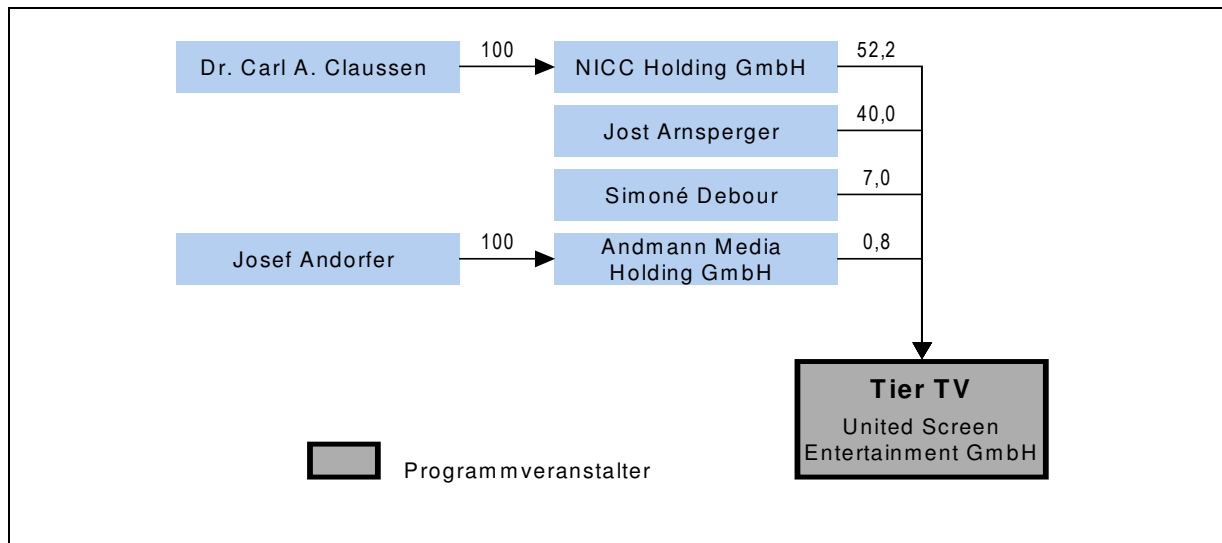 Dr. Carl A. Claussen
100
NICC Holding GmbH
52,2
Jost Arnsperger
40,0
Simoné Debour
7,0
Josef Andorfer
100
Andmann Media
Holding GmbH
0,8
Tier TV
United Screen
Entertainment GmbH
Programmveranstalter